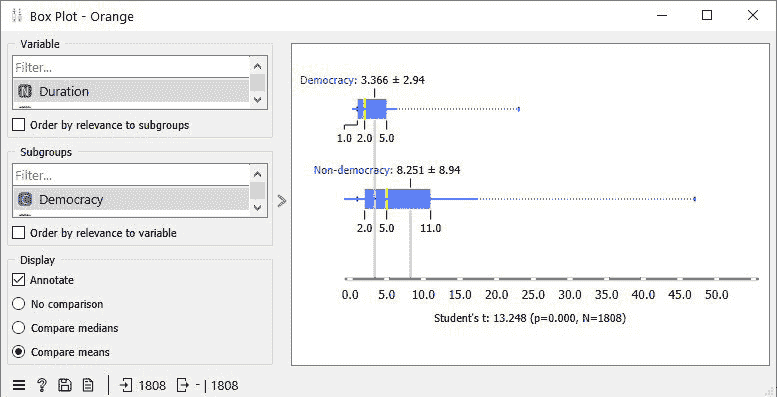 Box Plot - Orange
Variable
Filter...
N Duration
Order by relevance to subgroups
Subgroups
Filter...
C Democracy
Order by relevance to variable
Display
Annotate
No comparison
Compare medians
Compare means
1808 - | 1808
Democracy: 3.366 ± 2.94
1.0 2.0 5.0
Non-democracy: 8.251 ± 8.94
2.0 5.0 11.0
0.0 5.0 10.0 15.0 20.0 25.0 30.0 35.0 40.0 45.0 50.0
Student's t: 13.248 (p=0.000, N=1808)